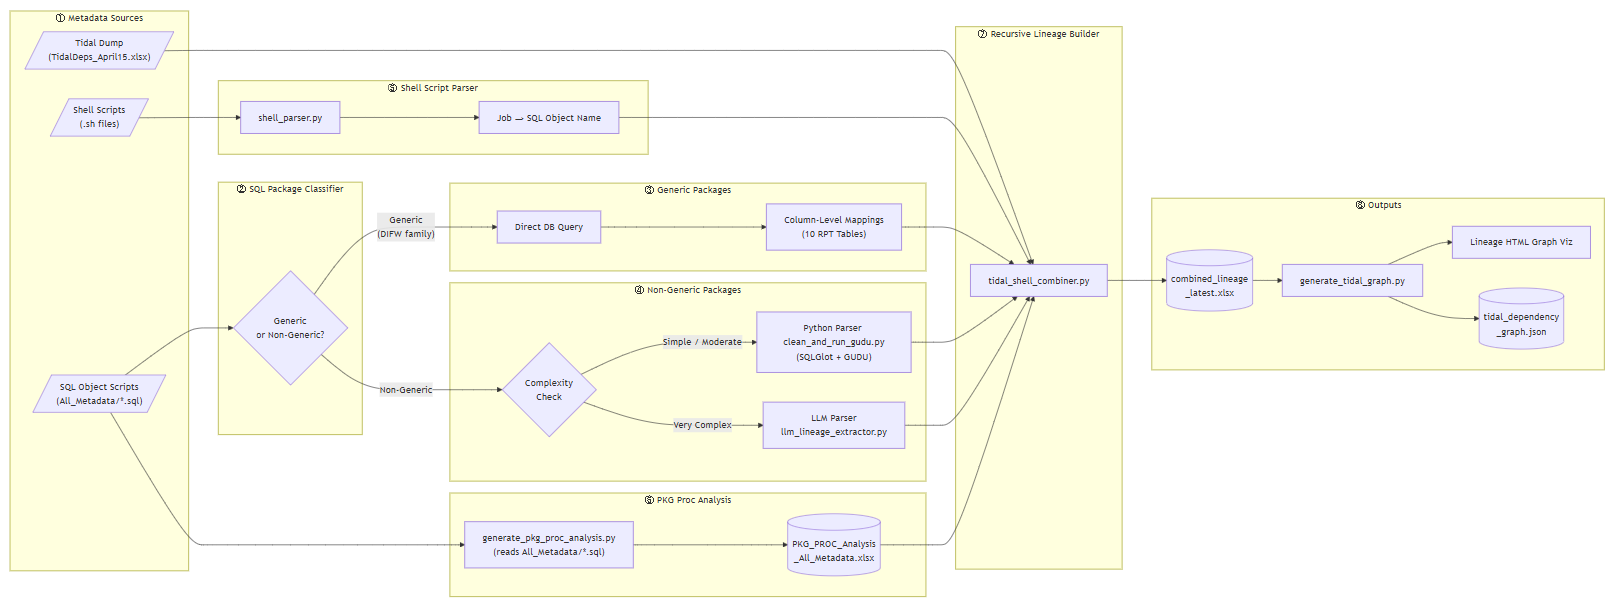 ① Metadata Sources
Tidal Dump
(TidalDeps_April15.xlsx)
Shell Scripts
(.sh files)
SQL Object Scripts
(All_Metadata/*.sql)
⑤ Shell Script Parser
shell_parser.py
Job → SQL Object Name
② SQL Package Classifier
Generic
or Non-Generic?
Generic
(DIFW family)
Non-Generic
③ Generic Packages
Direct DB Query
Column-Level Mappings
(10 RPT Tables)
④ Non-Generic Packages
Complexity
Check
Simple / Moderate
Very Complex
Python Parser
clean_and_run_gudu.py
(SQLGlot + GUDU)
LLM Parser
llm_lineage_extractor.py
⑥ PKG Proc Analysis
generate_pkg_proc_analysis.py
(reads All_Metadata/*.sql)
PKG_PROC_Analysis
_All_Metadata.xlsx
⑦ Recursive Lineage Builder
tidal_shell_combiner.py
⑧ Outputs
combined_lineage
_latest.xlsx
generate_tidal_graph.py
Lineage HTML Graph Viz
tidal_dependency
_graph.json